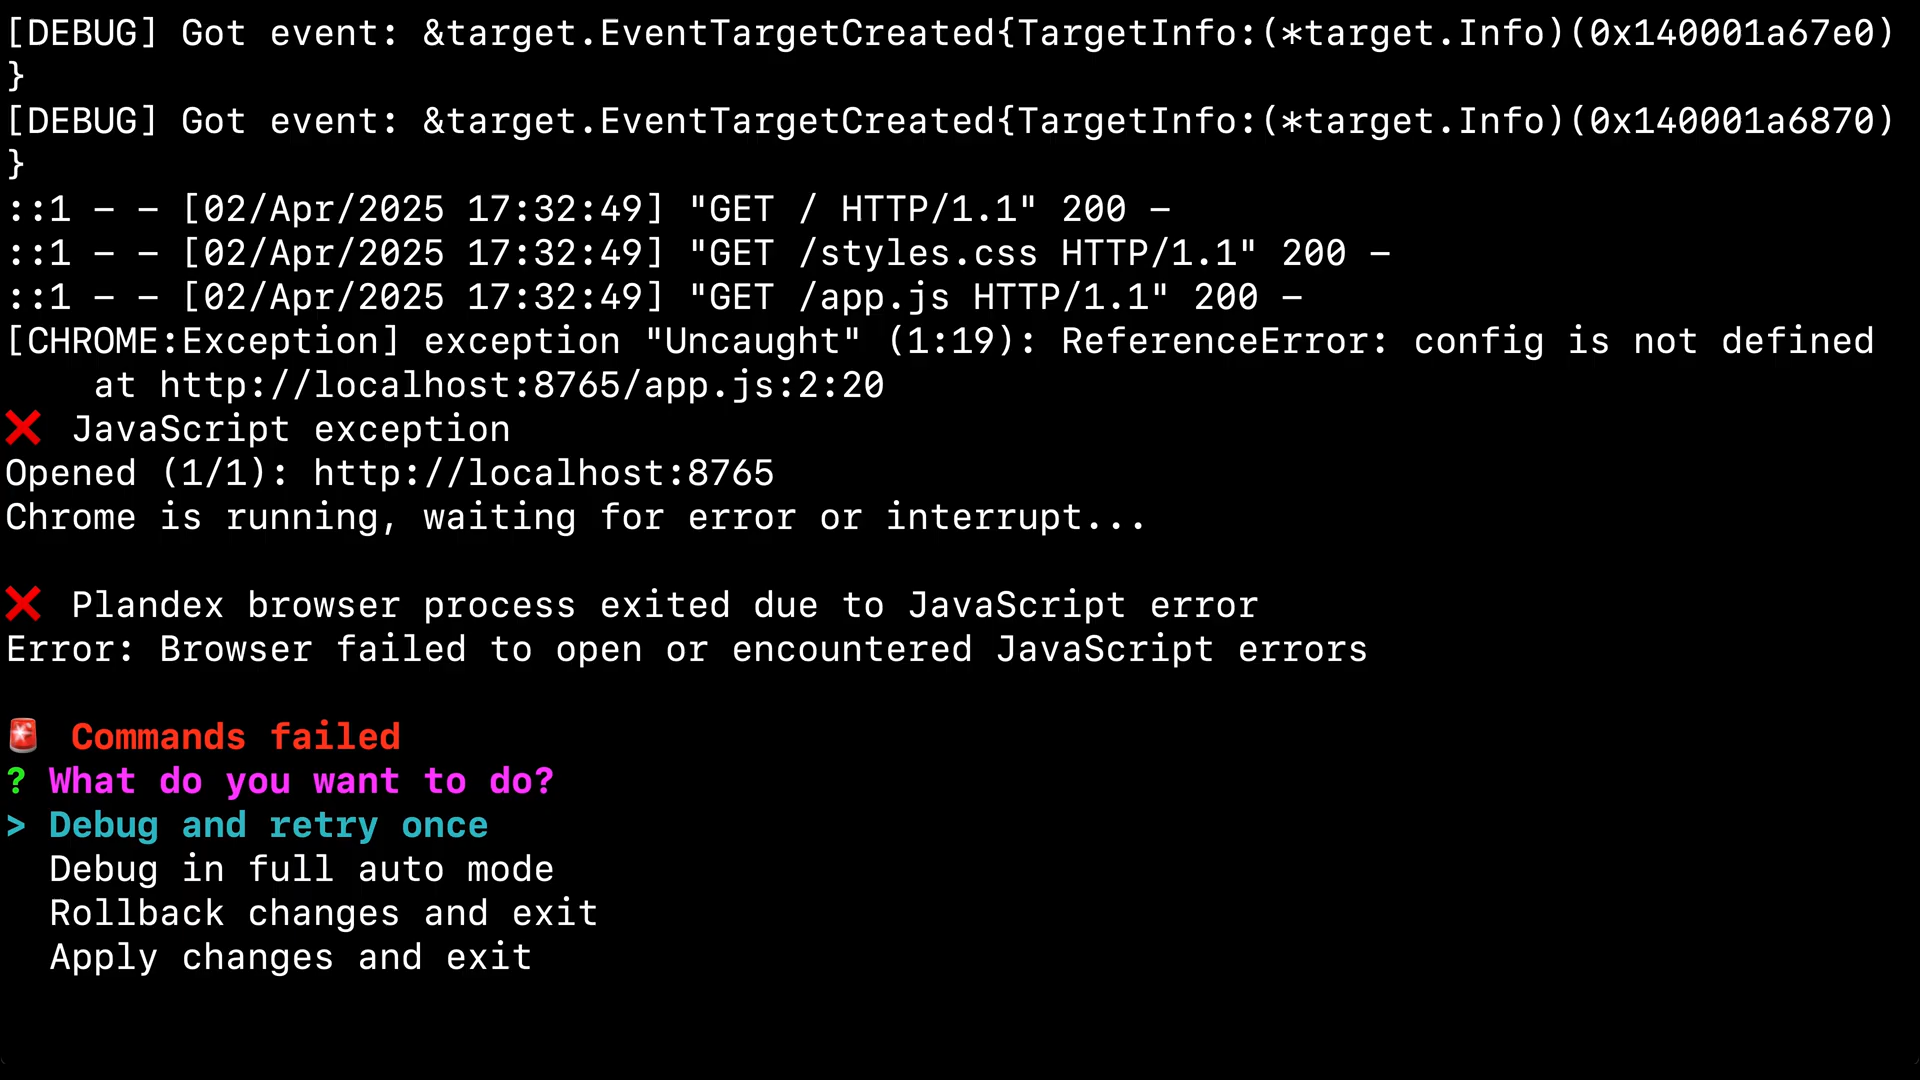 [DEBUG] Got event: &target.EventTargetCreated{TargetInfo:(*target.Info)(0x140001a67e0)
}
[DEBUG] Got event: &target.EventTargetCreated{TargetInfo:(*target.Info)(0x140001a6870)
}
::1 - - [02/Apr/2025 17:32:49] "GET / HTTP/1.1" 200 -
::1 - - [02/Apr/2025 17:32:49] "GET /styles.css HTTP/1.1" 200 -
::1 - - [02/Apr/2025 17:32:49] "GET /app.js HTTP/1.1" 200 -
[CHROME:Exception] exception "Uncaught" (1:19): ReferenceError: config is not defined
    at http://localhost:8765/app.js:2:20
❌ JavaScript exception
Opened (1/1): http://localhost:8765
Chrome is running, waiting for error or interrupt...
❌ Plandex browser process exited due to JavaScript error
Error: Browser failed to open or encountered JavaScript errors
🚨 Commands failed
? What do you want to do?
> Debug and retry once
  Debug in full auto mode
  Rollback changes and exit
  Apply changes and exit